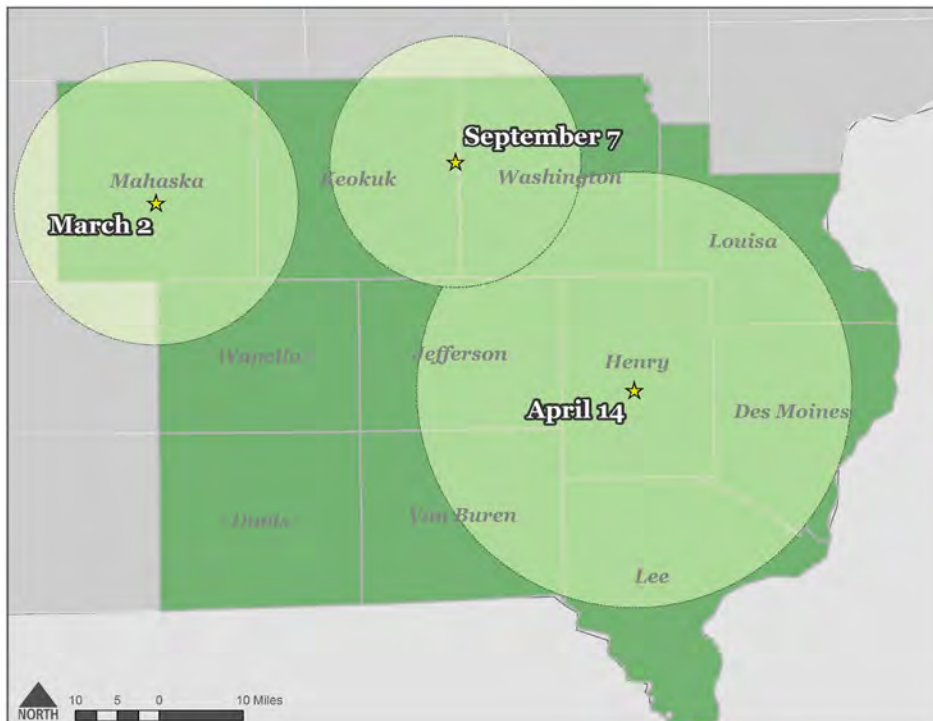 September 7
Mahaska
Keokuk
Washington
March 2
Louisa
Wapello
Jefferson
Henry
April 14
Des Moines
Davis
Van Buren
Lee
NORTH
10 5 0 10 Miles